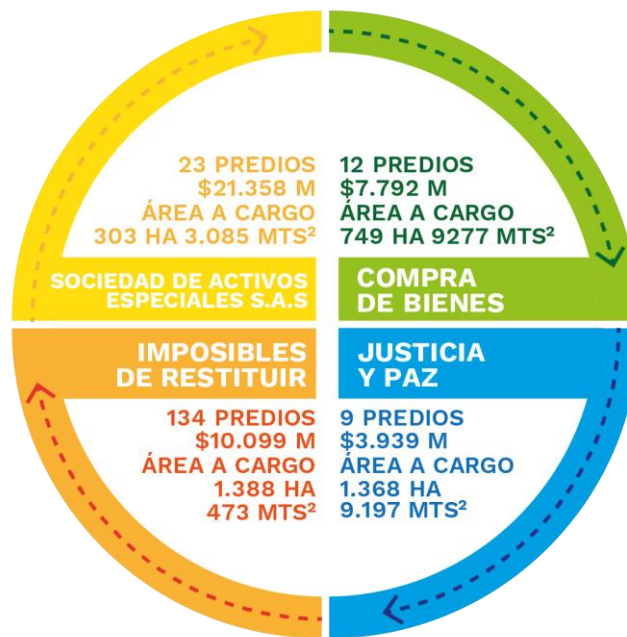 23 PREDIOS
$21.358 M
ÁREA A CARGO
303 HA 3.085 MTS²
SOCIEDAD DE ACTIVOS
ESPECIALES S.A.S
12 PREDIOS
$7.792 M
ÁREA A CARGO
749 HA 9277 MTS²
COMPRA
DE BIENES
IMPOSIBLES
DE RESTITUIR
134 PREDIOS
$10.099 M
ÁREA A CARGO
1.388 HA
473 MTS²
JUSTICIA
Y PAZ
9 PREDIOS
$3.939 M
ÁREA A CARGO
1.368 HA
9.197 MTS²